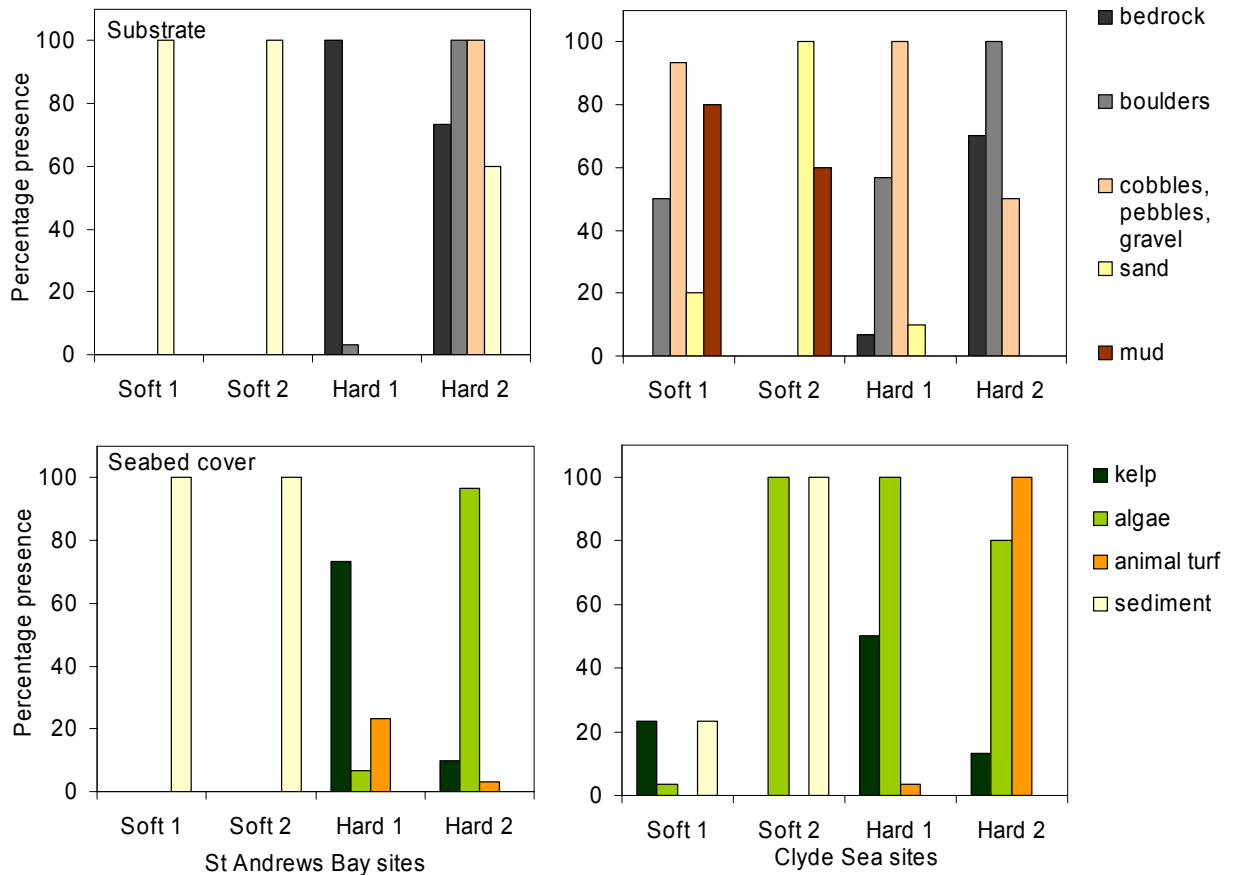 Substrate
Percentage presence
100
80
60
40
20
0
Soft 1 Soft 2 Hard 1 Hard 2
100
80
60
40
20
0
Soft 1 Soft 2 Hard 1 Hard 2
bedrock
boulders
cobbles,
pebbles,
gravel
sand
mud
Seabed cover
Percentage presence
100
80
60
40
20
0
Soft 1 Soft 2 Hard 1 Hard 2
St Andrews Bay sites
100
80
60
40
20
0
Soft 1 Soft 2 Hard 1 Hard 2
Clyde Sea sites
kelp
algae
animal turf
sediment